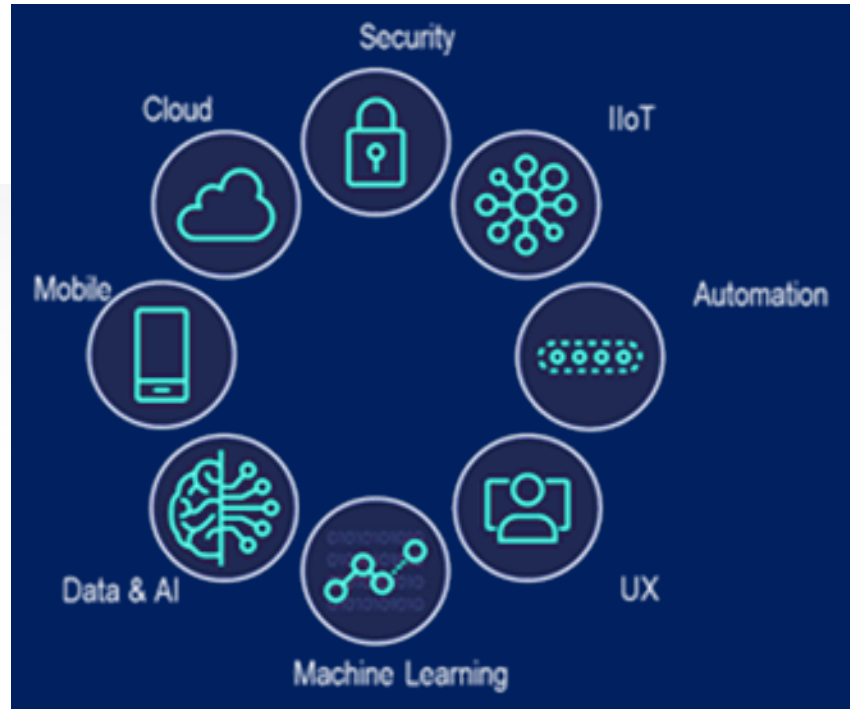 Security
Cloud
IIoT
Mobile
Automation
Data & AI
UX
Machine Learning